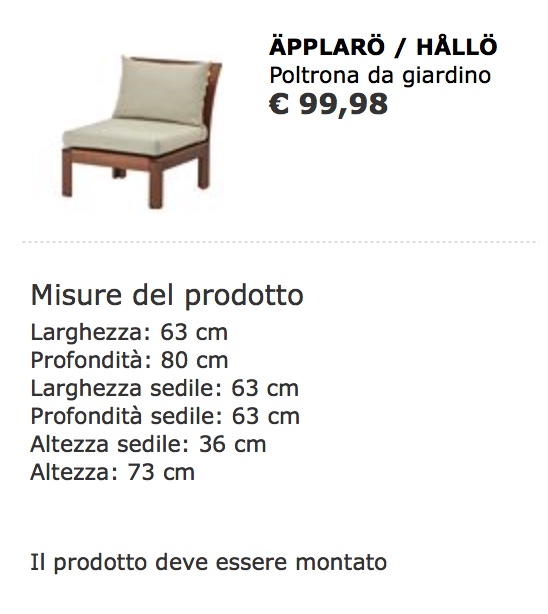 ÄPPLARÖ / HÅLLÖ
Poltrona da giardino
€ 99,98
Misure del prodotto
Larghezza: 63 cm
Profondità: 80 cm
Larghezza sedile: 63 cm
Profondità sedile: 63 cm
Altezza sedile: 36 cm
Altezza: 73 cm
Il prodotto deve essere montato